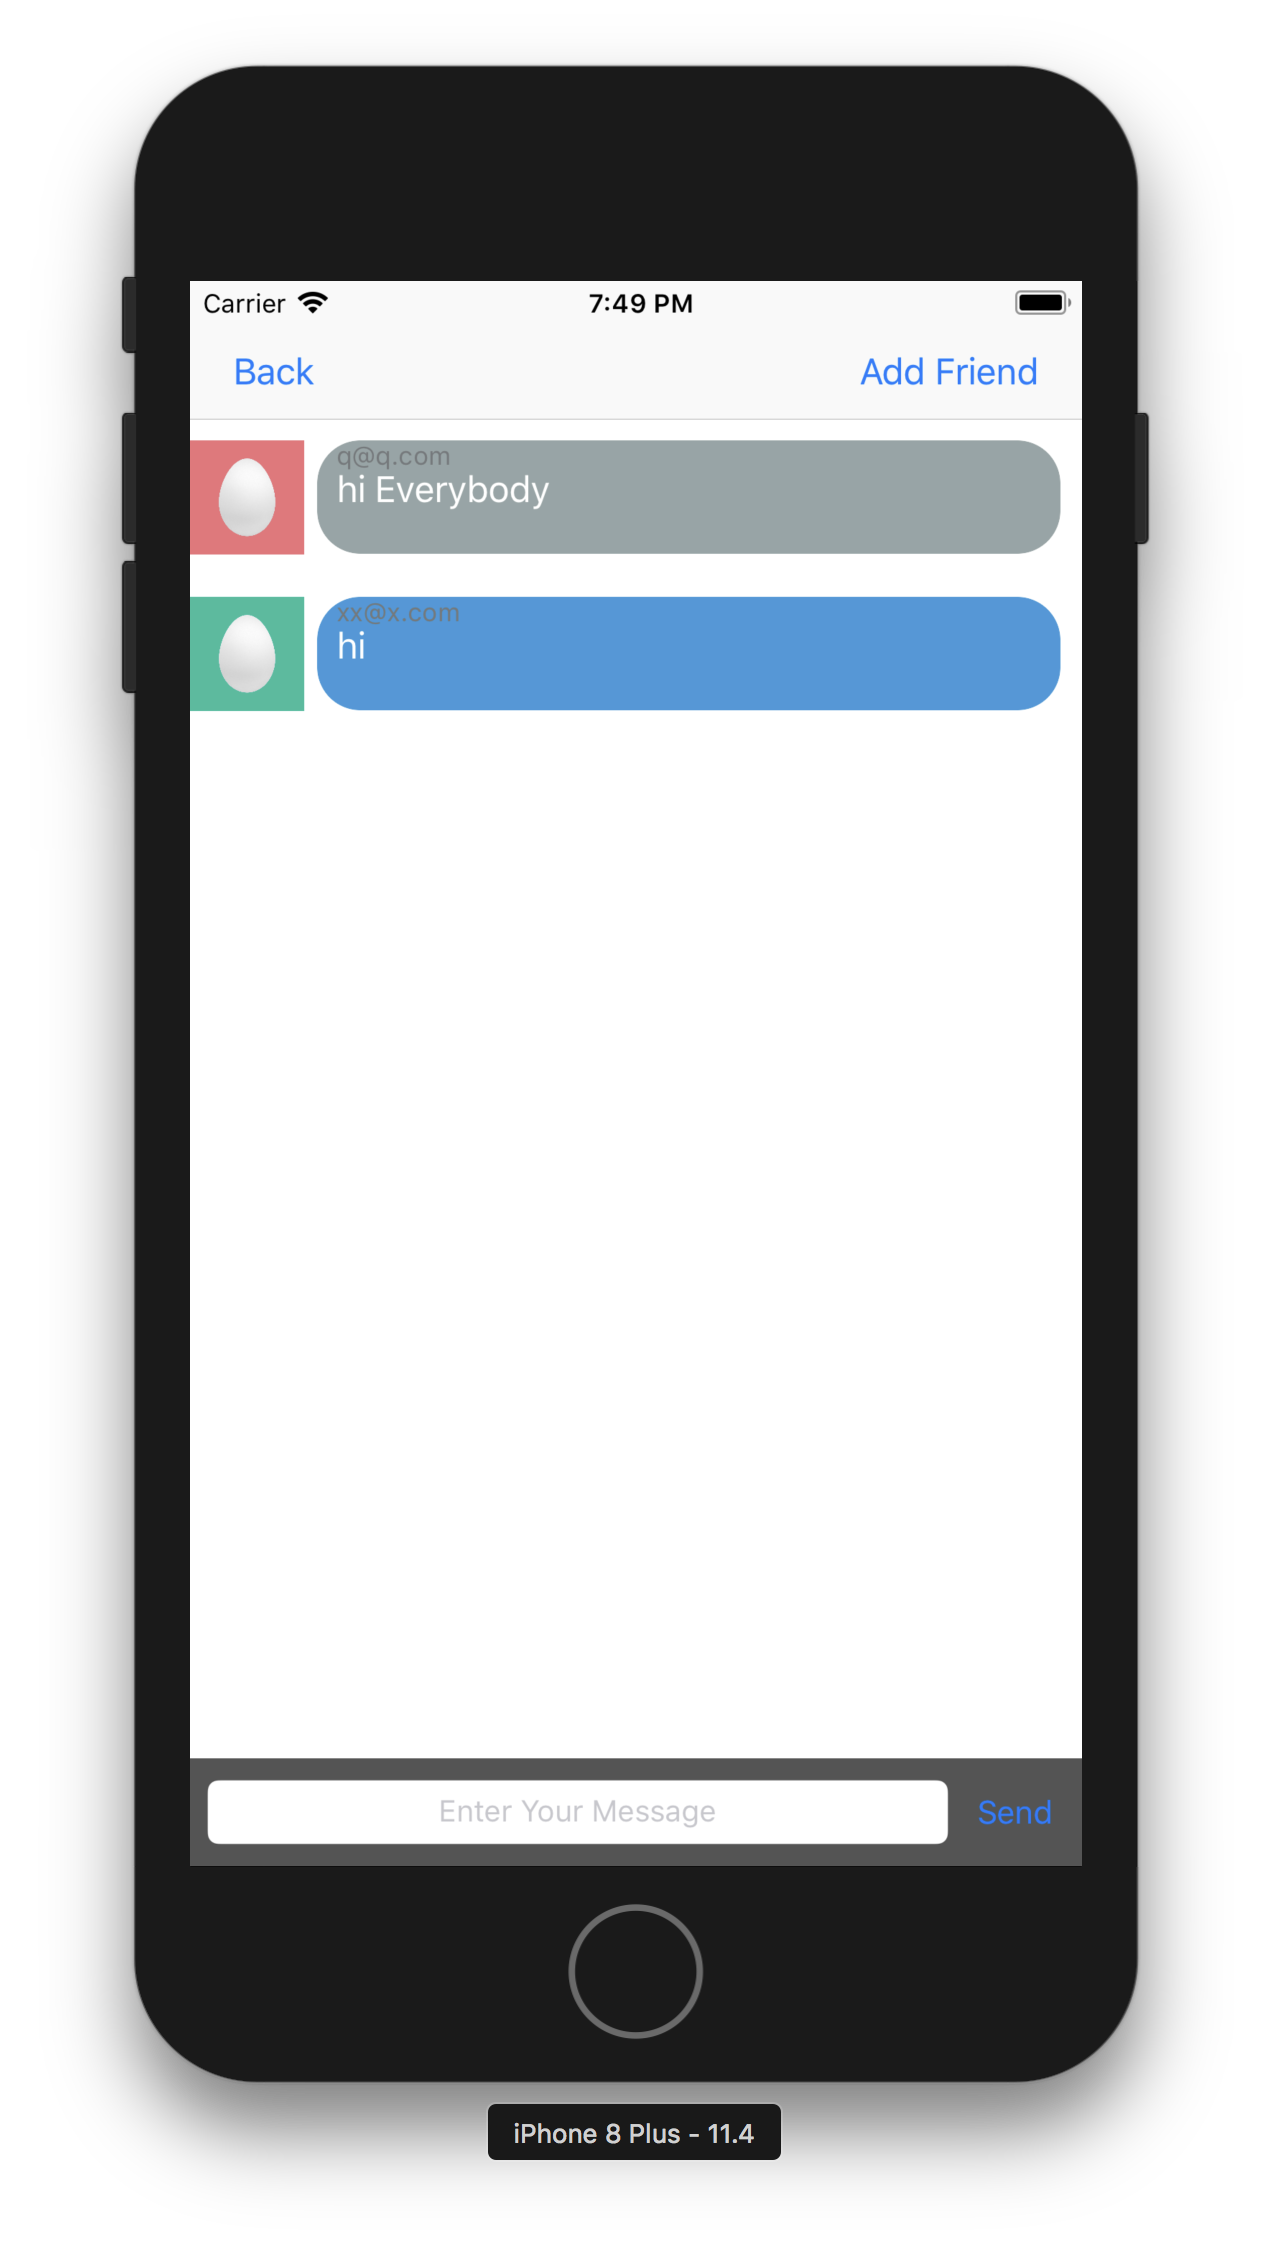 Carrier 7:49 PM
Back Add Friend
q@q.com
hi Everybody
xx@x.com
hi
Enter Your Message Send
iPhone 8 Plus - 11.4